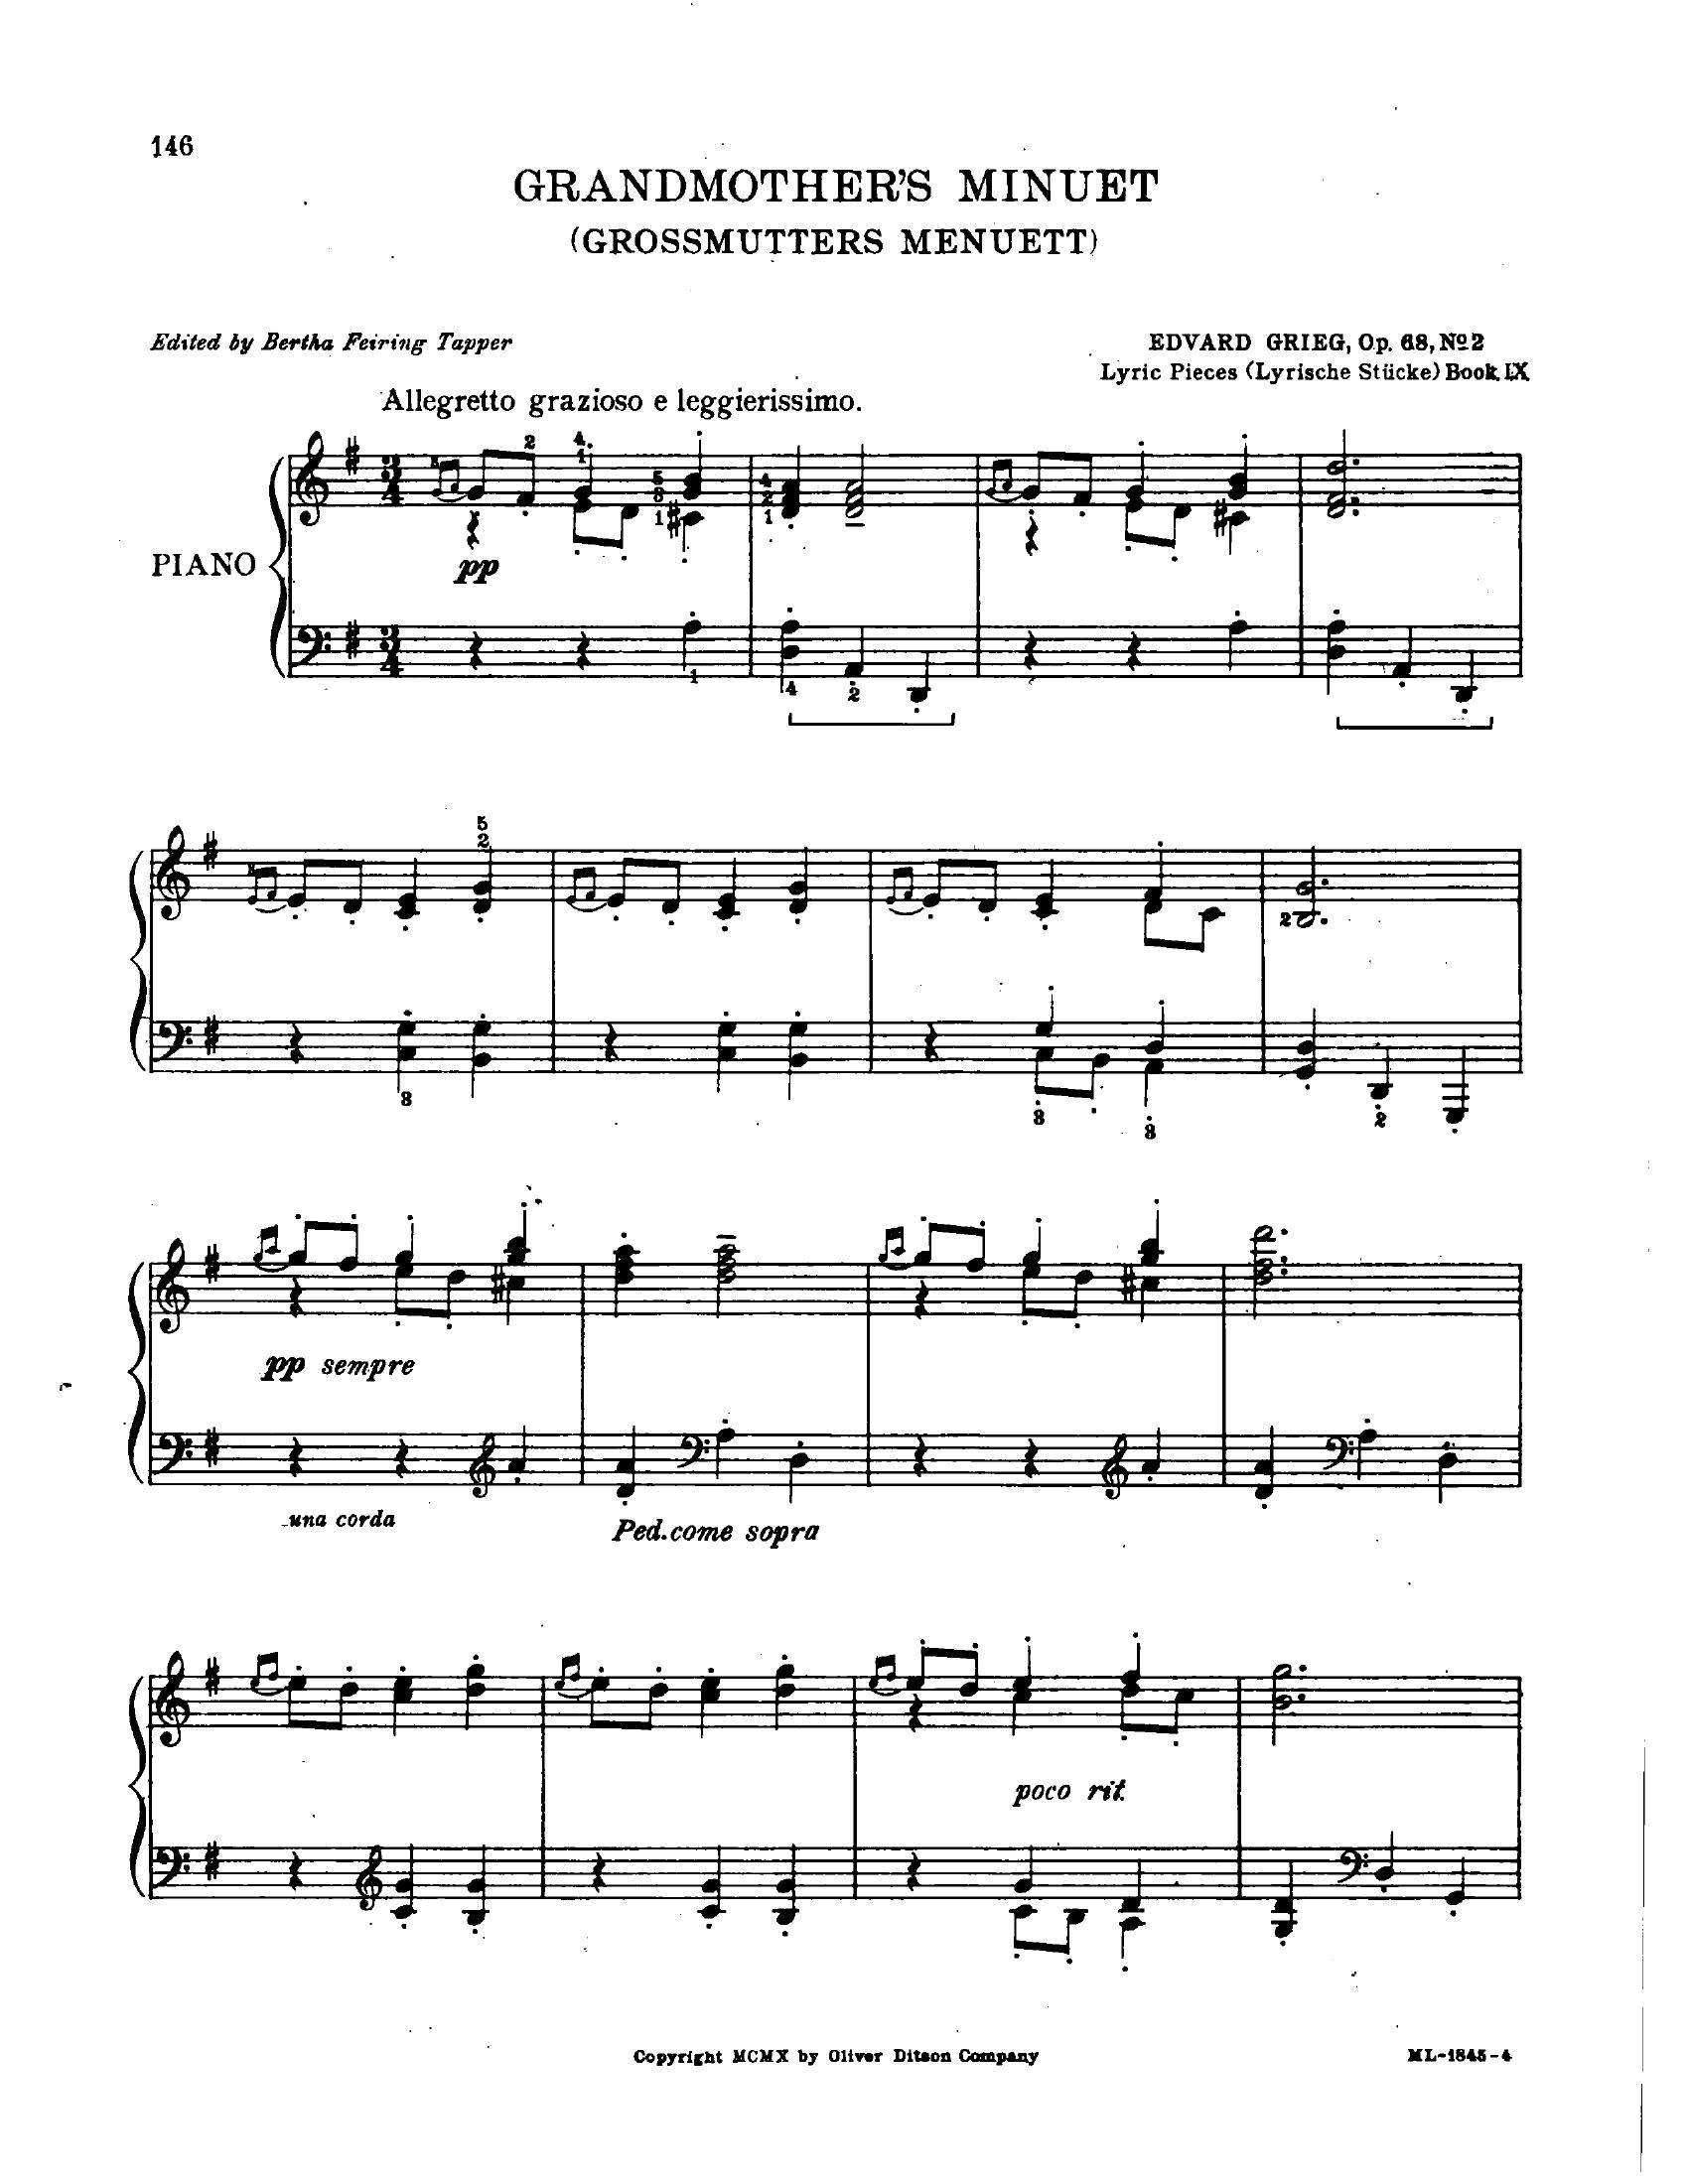 146
GRANDMOTHER'S MINUET
(GROSSMUTTERS MENUETT)
Edited by Bertha Feiring Tapper
EDVARD GRIEG, Op. 68, No. 2
Lyric Pieces (Lyrische Stücke) Book IX
Allegretto grazioso e leggierissimo.
PIANO
pp
pp sempre
una corda
Ped. come sopra
poco rit.
Copyright MCMX by Oliver Ditson Company
ML-1845-4